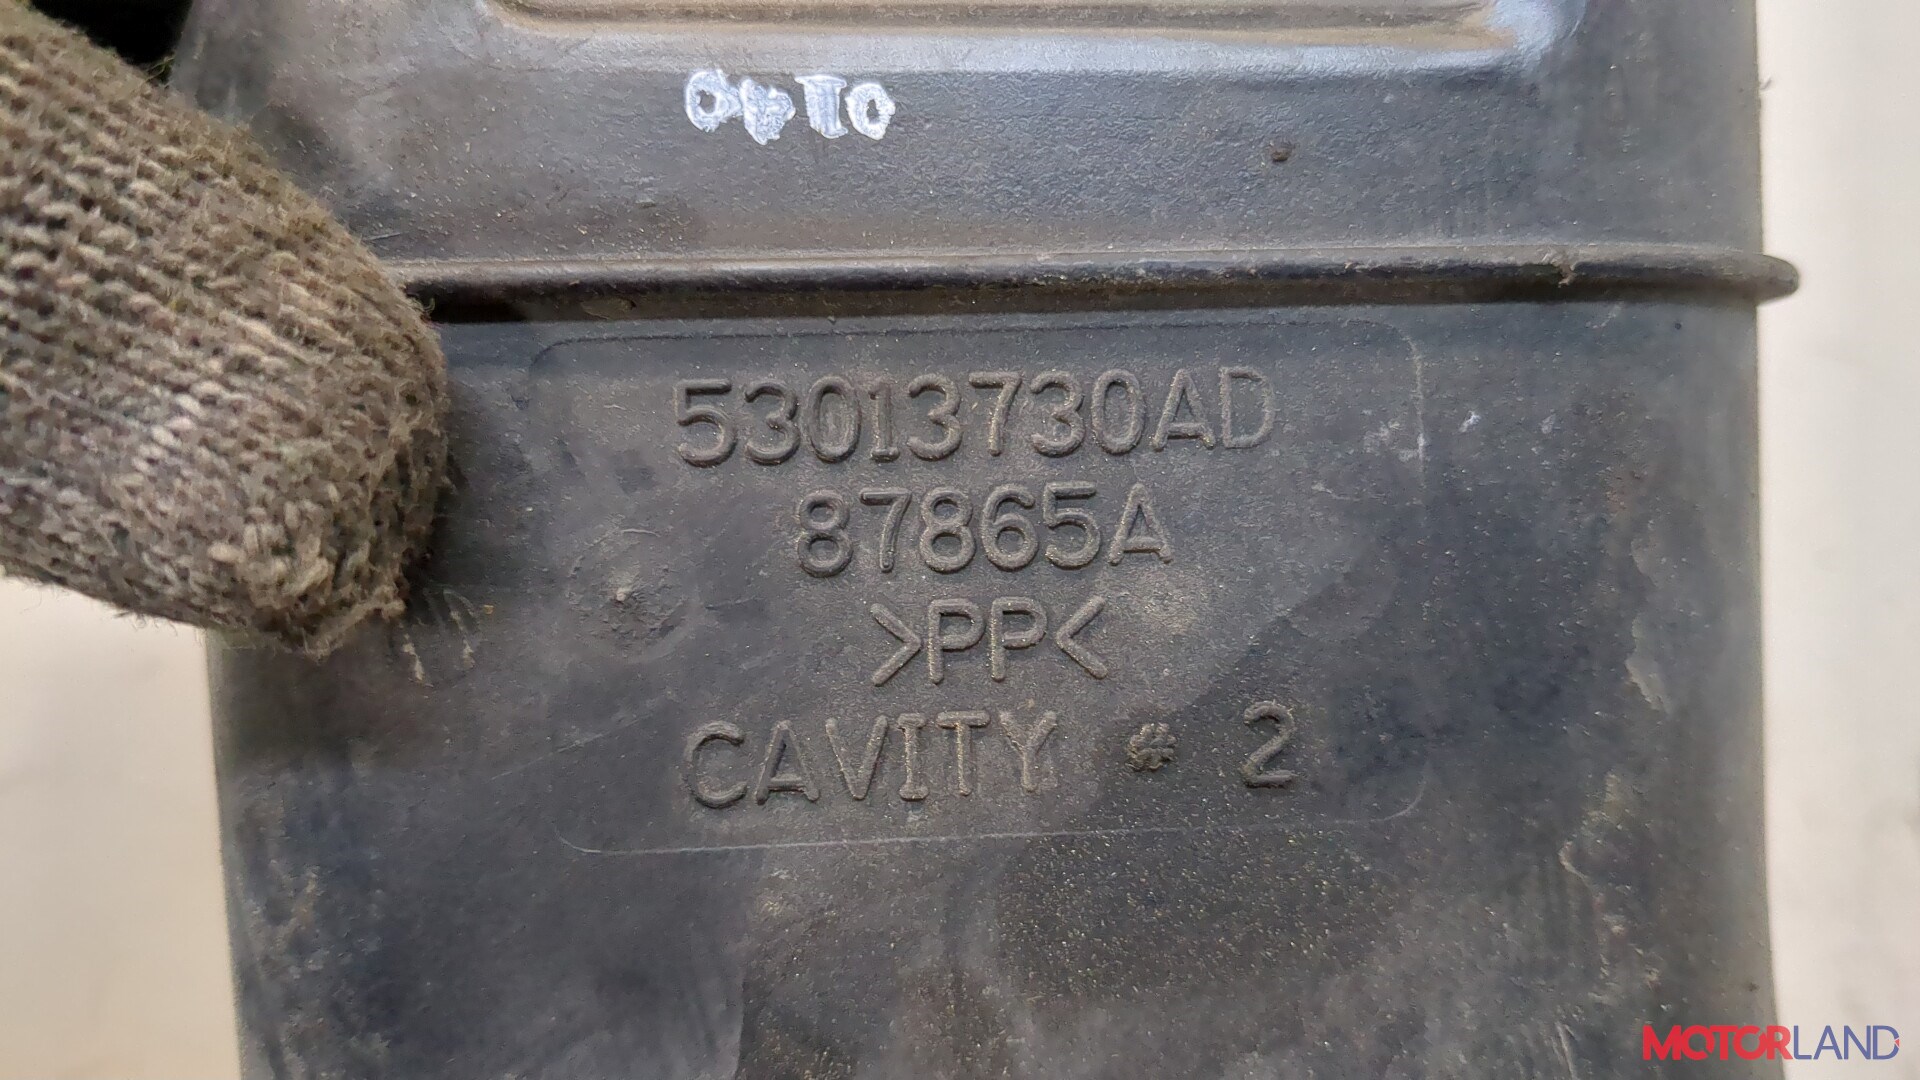 53013730AD
87865A
>PP<
CAVITY # 2
MOTORLAND